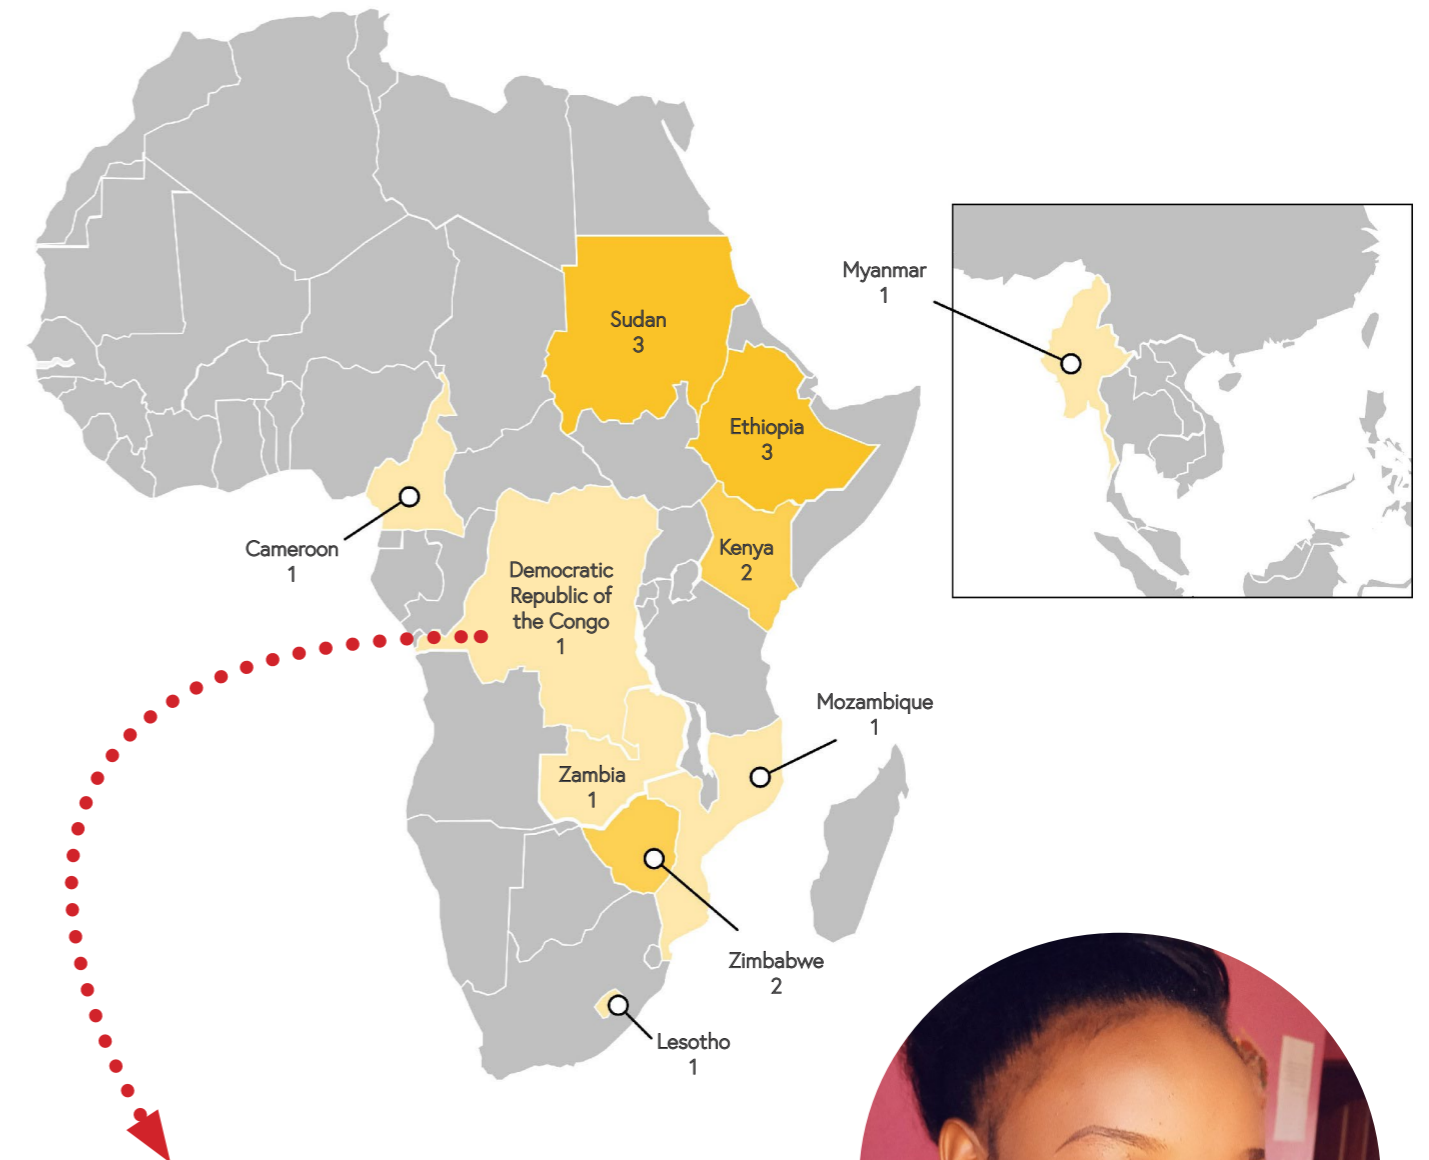 Myanmar
1
Sudan
3
Ethiopia
3
Cameroon
1
Kenya
2
Democratic
Republic of
the Congo
1
Mozambique
1
Zambia
1
Zimbabwe
2
Lesotho
1